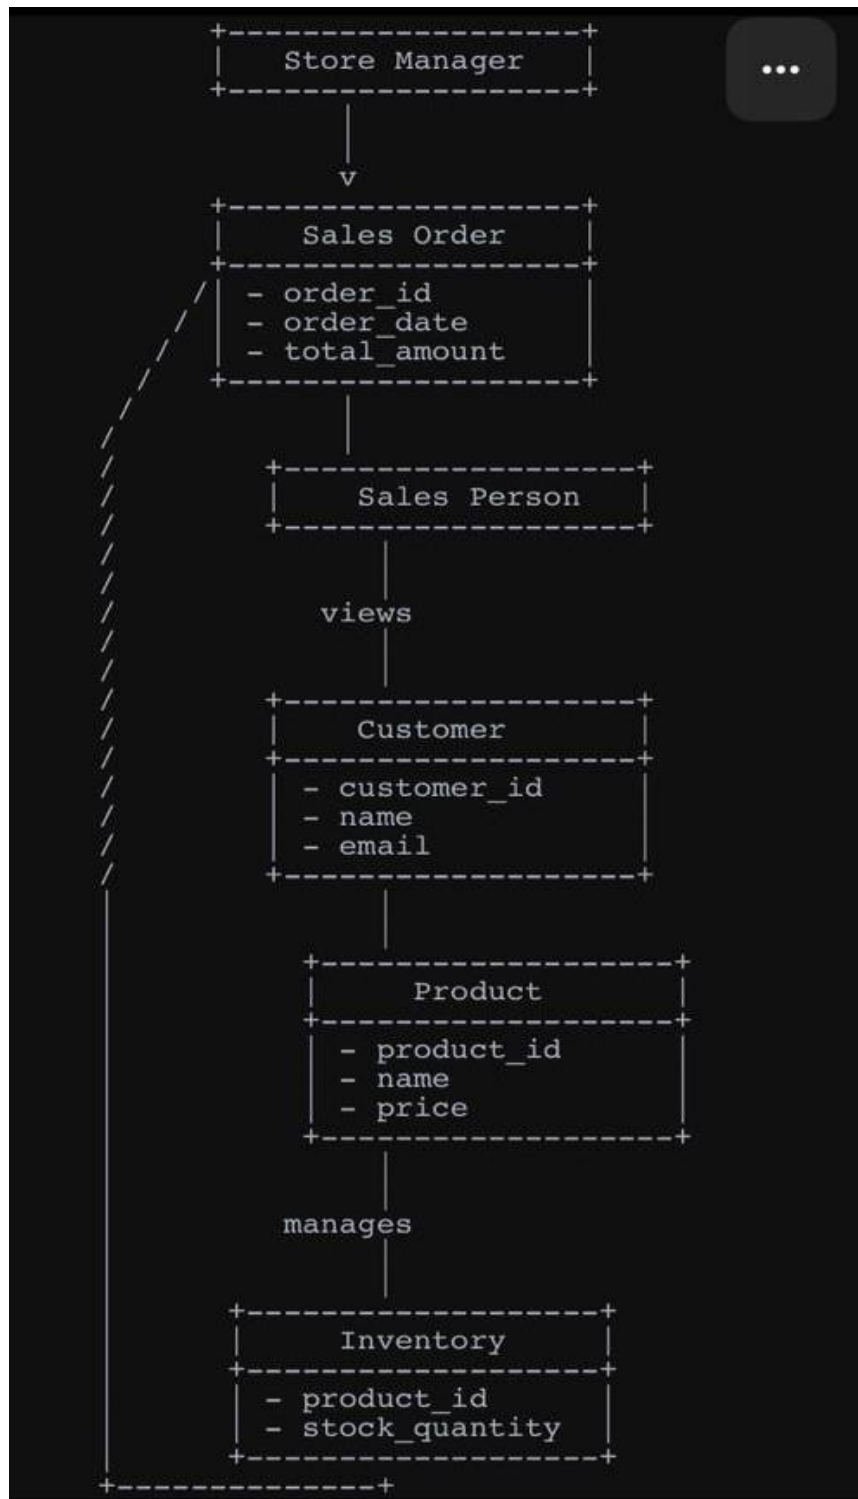 Store Manager
v
Sales Order
- order_id
- order_date
- total_amount
Sales Person
views
Customer
- customer_id
- name
- email
Product
- product_id
- name
- price
manages
Inventory
- product_id
- stock_quantity